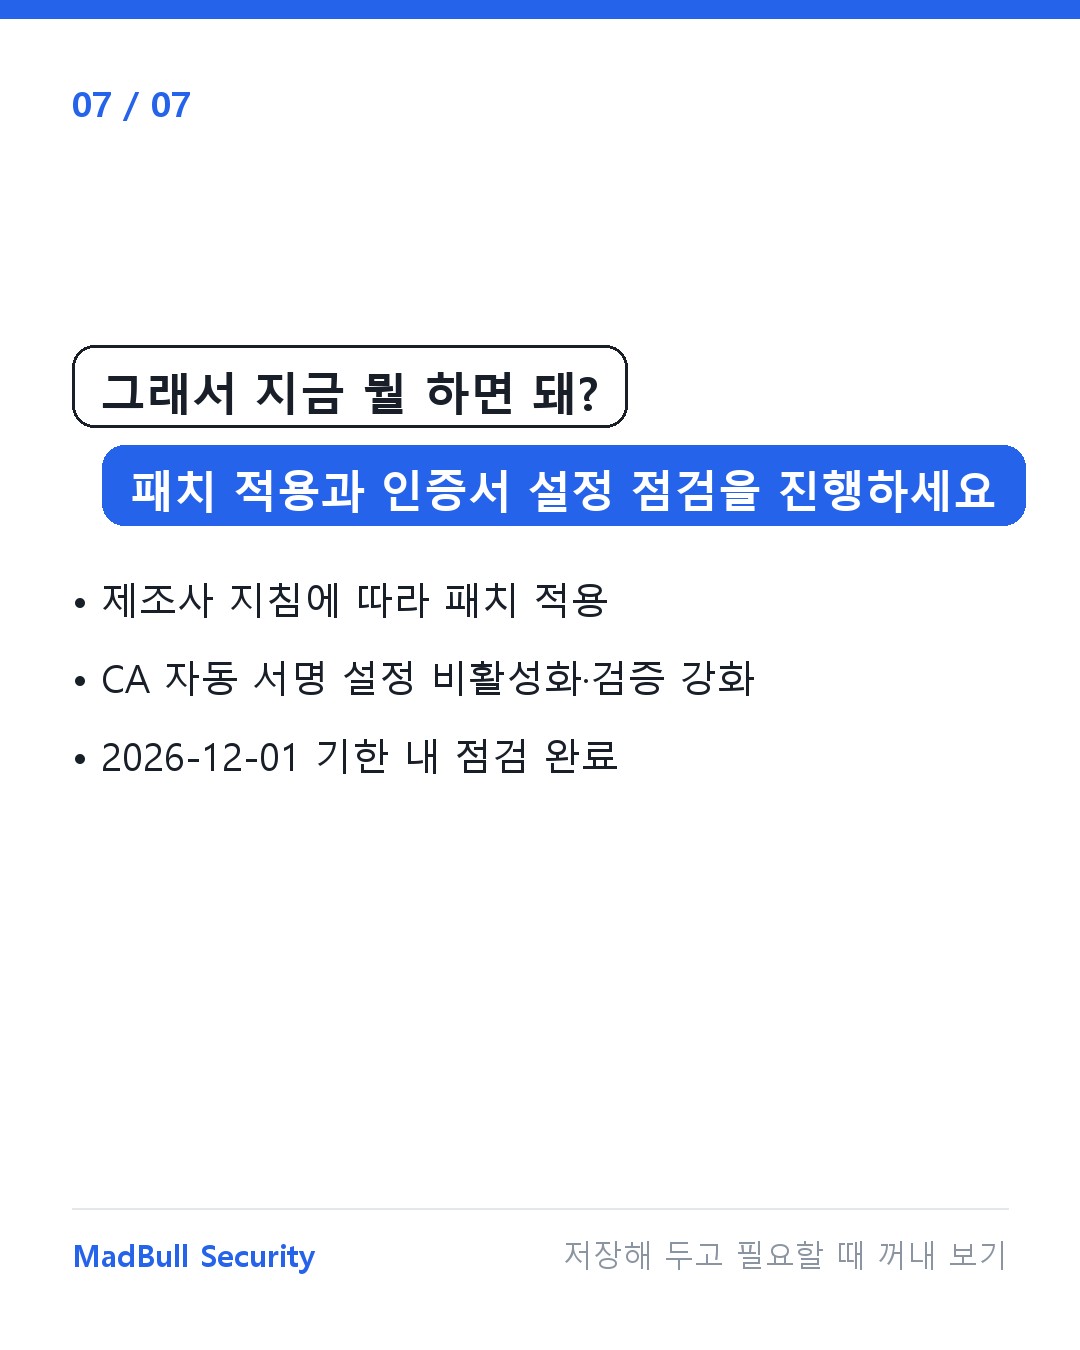 07 / 07
그래서 지금 뭘 하면 돼?
패치 적용과 인증서 설정 점검을 진행하세요
• 제조사 지침에 따라 패치 적용
• CA 자동 서명 설정 비활성화·검증 강화
• 2026-12-01 기한 내 점검 완료
MadBull Security
저장해 두고 필요할 때 꺼내 보기